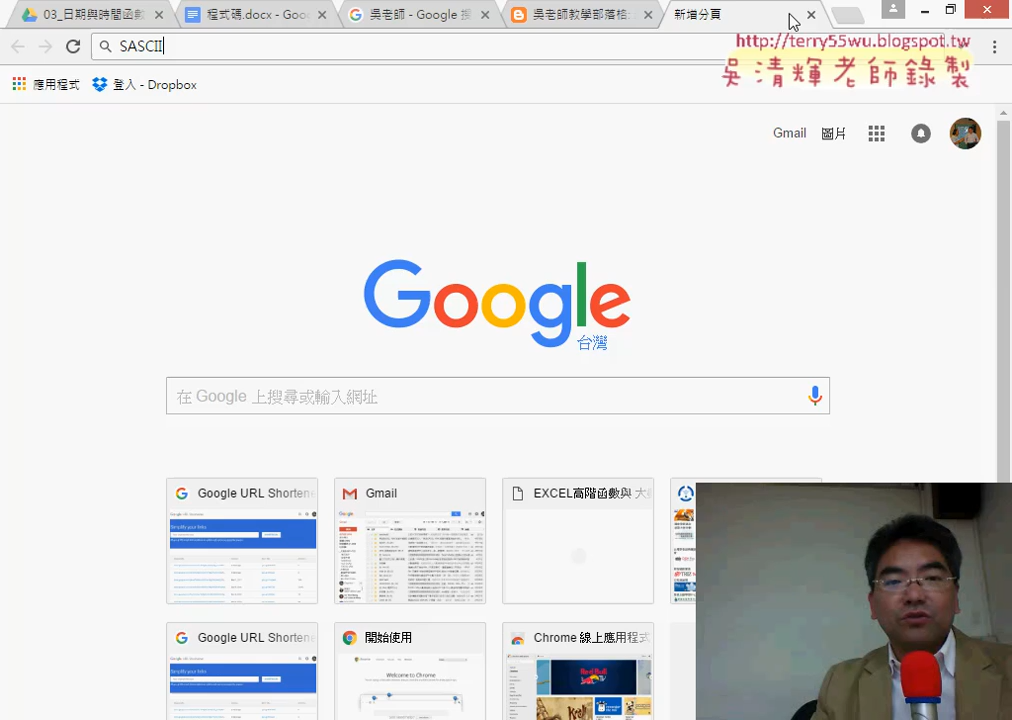 03_日期與時間函數
程式碼.docx - Goo
吳老師 - Google 搜
吳老師教學部落格:
新增分頁
SASCII
http://terry55wu.blogspot.tw
吳清輝老師錄製
應用程式
登入 - Dropbox
Gmail
圖片
Google
台灣
在 Google 上搜尋或輸入網址
Google URL Shortene
Gmail
EXCEL高階函數與 大
Google URL Shortene
開始使用
Chrome 線上應用程式